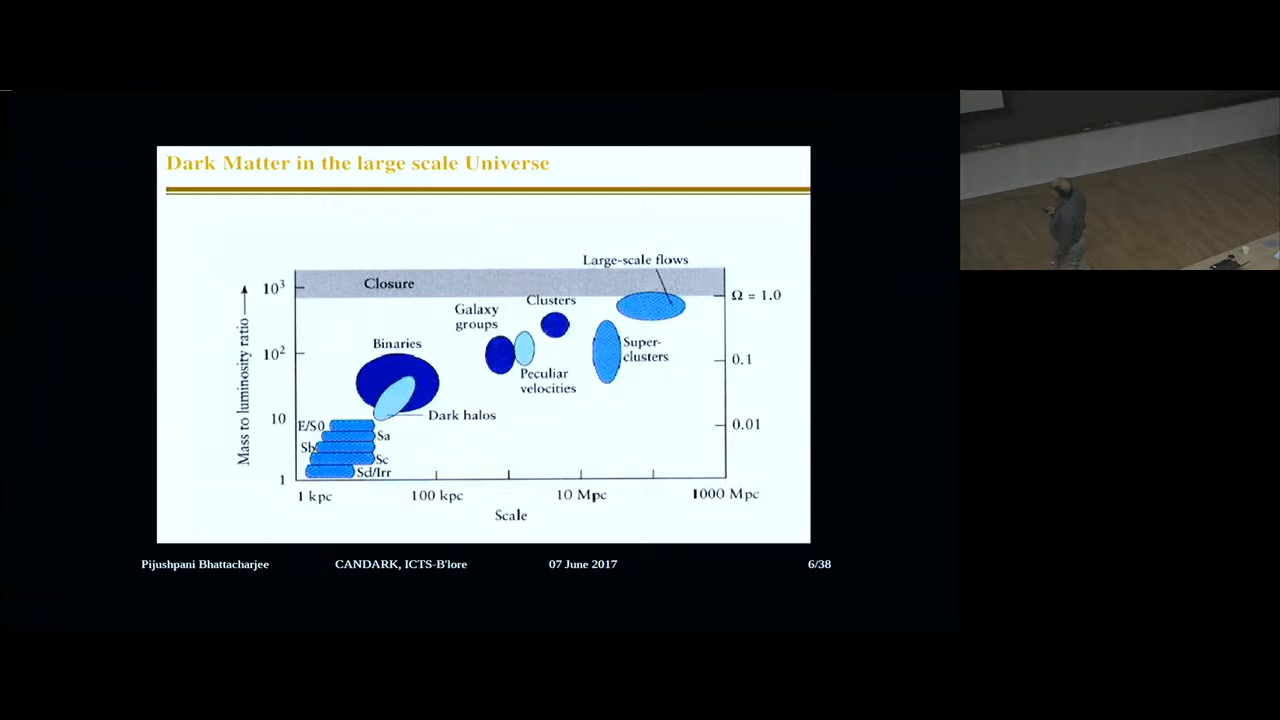 Dark Matter in the large scale Universe
Large-scale flows
Closure
10³
Ω = 1.0
Clusters
Galaxy
groups
Binaries
Super-
clusters
10²
0.1
Peculiar
velocities
Mass to luminosity ratio
Dark halos
10
0.01
E/S0
Sa
Sb
Sc
Sd/Irr
1
1 kpc
100 kpc
10 Mpc
1000 Mpc
Scale
Pijushpani Bhattacharjee
CANDARK, ICTS-B'lore
07 June 2017
6/38